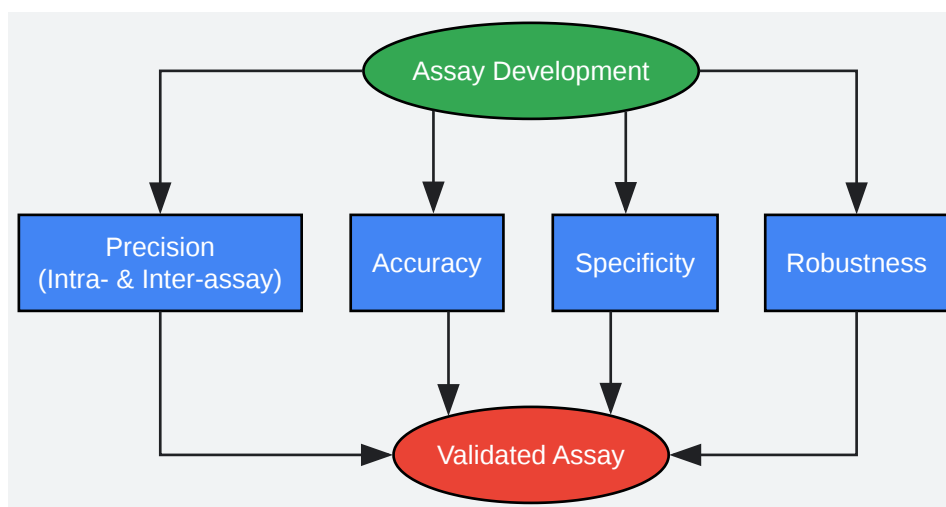 Assay Development
Precision
(Intra- & Inter-assay)
Accuracy
Specificity
Robustness
Validated Assay